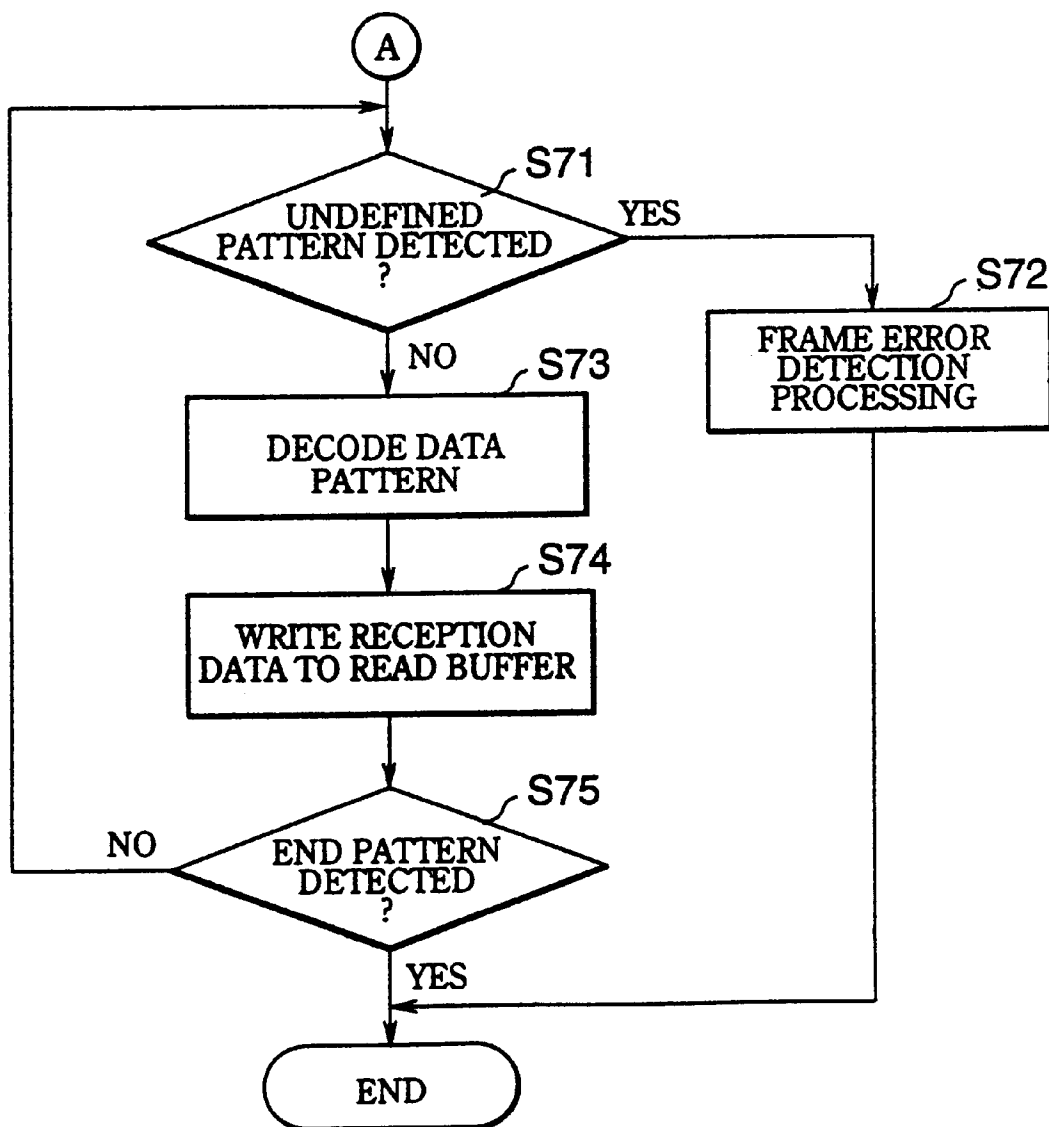 A
S71
UNDEFINED
PATTERN DETECTED
?
YES
S72
FRAME ERROR
DETECTION
PROCESSING
NO
S73
DECODE DATA
PATTERN
S74
WRITE RECEPTION
DATA TO READ BUFFER
S75
NO
END PATTERN
DETECTED
?
YES
END